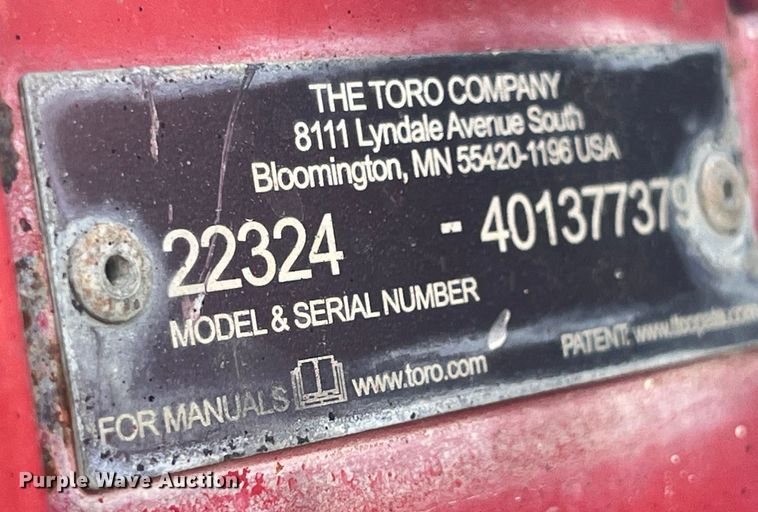 THE TORO COMPANY
8111 Lyndale Avenue South
Bloomington, MN 55420-1196 USA
22324 - 401377379
MODEL & SERIAL NUMBER
FOR MANUALS www.toro.com
PATENT:
Purple Wave Auction